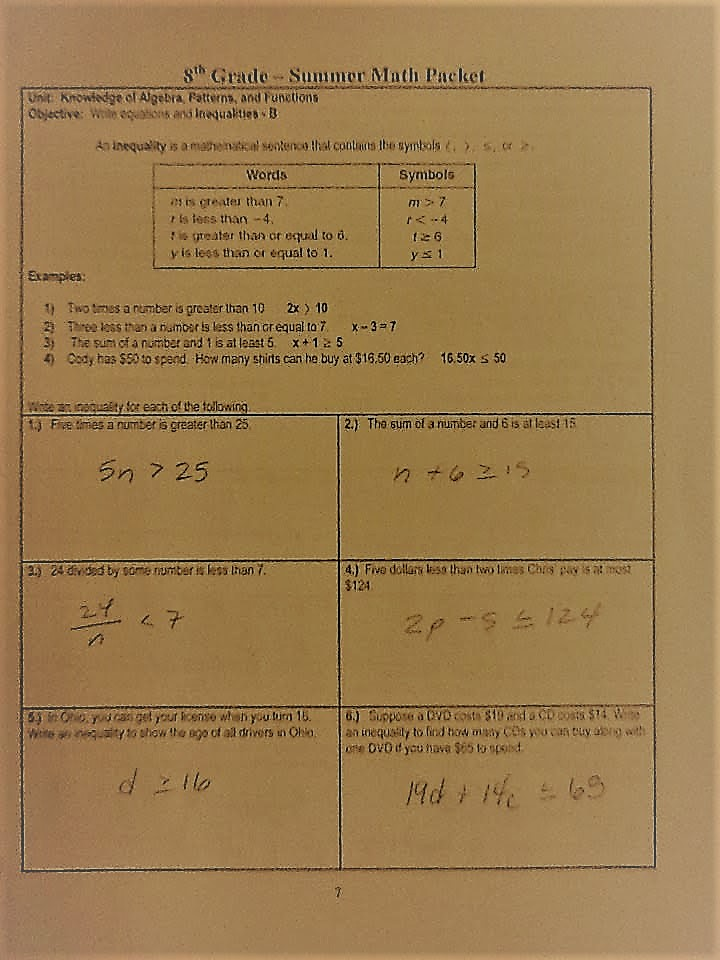 8th Grade – Summer Math Packet
Unit: Knowledge of Algebra, Patterns, and Functions
Objective: Write equations and Inequalities - B
An inequality is a mathematical sentence that contains the symbols ⟨, ⟩, ≤, or ≥.
Words Symbols
m is greater than 7. m > 7
r is less than −4. r < −4
t is greater than or equal to 6. t ≥ 6
y is less than or equal to 1. y ≤ 1
Examples:
1) Two times a number is greater than 10 2x ⟩ 10
2) Three less than a number is less than or equal to 7. x – 3 = 7
3) The sum of a number and 1 is at least 5. x + 1 ≥ 5
4) Cody has $50 to spend. How many shirts can he buy at $16.50 each? 16.50x ≤ 50
Write an inequality for each of the following.
1.) Five times a number is greater than 25.
5n > 25
2.) The sum of a number and 6 is at least 15.
n + 6 ≥ 15
3.) 24 divided by some number is less than 7.
24
n
< 7
4.) Five dollars less than two times Chris' pay is at most
$124.
2p - 5 ≤ 124
5.) In Ohio, you can get your license when you turn 16.
Write an inequality to show the age of all drivers in Ohio.
d ≥ 16
6.) Suppose a DVD costs $19 and a CD costs $14. Write
an inequality to find how many CDs you can buy along with
one DVD if you have $65 to spend.
19d + 14c ≤ 65
7